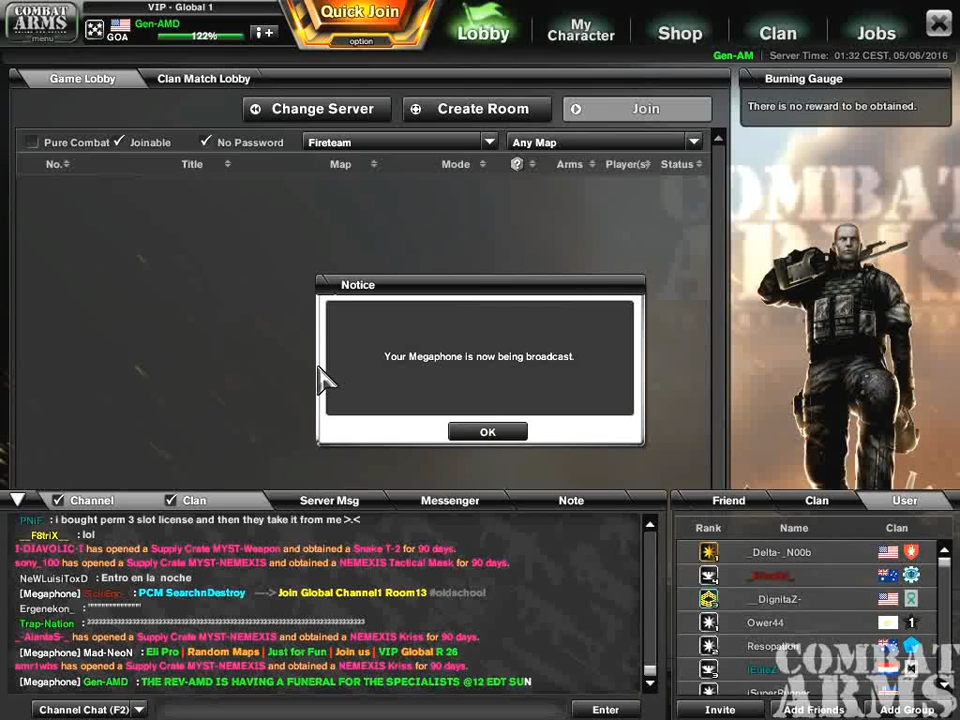 COMBAT ARMS
menu
VIP - Global 1
GOA
Gen-AMD
122%
Quick Join
option
Lobby
My Character
Shop
Clan
Jobs
Gen-AM
Server Time: 01:32 CEST, 05/06/2016
Game Lobby
Clan Match Lobby
Burning Gauge
There is no reward to be obtained.
Change Server
Create Room
Join
Pure Combat
Joinable
No Password
Fireteam
Any Map
No.
Title
Map
Mode
Arms
Player(s)
Status
COMBAT ARMS
Notice
Your Megaphone is now being broadcast.
OK
Channel
Clan
Server Msg
Messenger
Note
PNiF : i bought perm 3 slot license and then they take it from me >.<
__F8triX__ : lol
I-DIAVOLIC-I has opened a Supply Crate MYST-Weapon and obtained a Snake T-2 for 90 days.
sony_100 has opened a Supply Crate MYST-NEMEXIS and obtained a NEMEXIS Tactical Mask for 90 days.
NeWLuisiToxD : Entro en la noche
[Megaphone] : PCM SearchnDestroy ---> Join Global Channel1 Room13 #oldschool
Ergenekon_ :
Trap-Nation :
has opened a Supply Crate MYST-NEMEXIS and obtained a NEMEXIS Kriss for 90 days.
[Megaphone] Mad-NeoN : Eli Pro | Random Maps | Just for Fun | Join us | VIP Global R 26
amr1wbs has opened a Supply Crate MYST-NEMEXIS and obtained a NEMEXIS Kriss for 90 days.
[Megaphone] Gen-AMD : THE REV-AMD IS HAVING A FUNERAL FOR THE SPECIALISTS @12 EDT SUN
Channel Chat (F2)
Enter
Friend
Clan
User
Rank
Name
Clan
_Delta-_N00b
__DignitaZ-
Ower44
Resopation
lEuleZ
iSuperRugner
COMBAT ARMS
Invite
Add Friends
Add Group